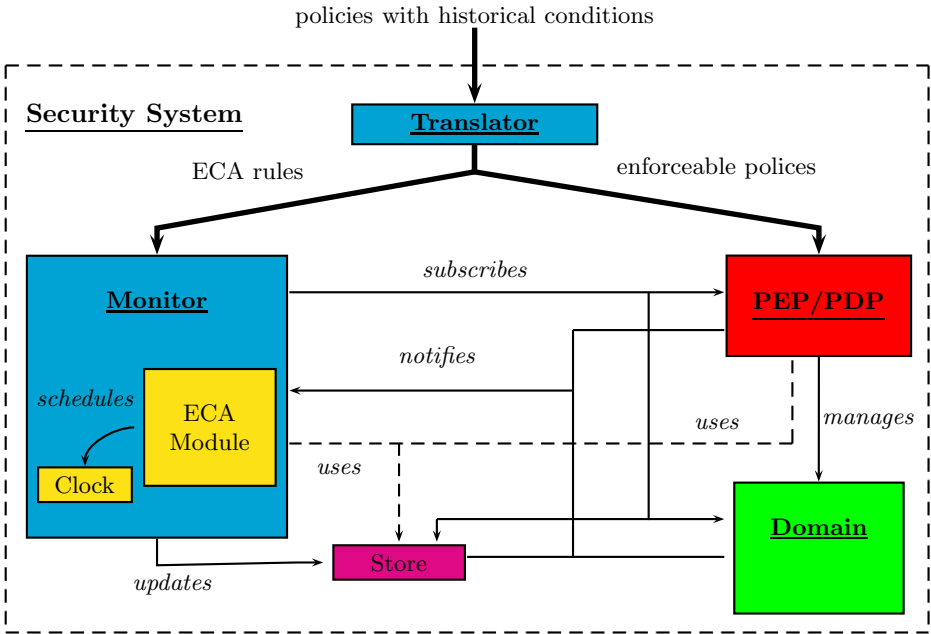 policies with historical conditions
Security System
Translator
ECA rules
enforceable polices
subscribes
Monitor
PEP/PDP
notifies
schedules
ECA
Module
uses
manages
uses
Clock
Domain
Store
updates